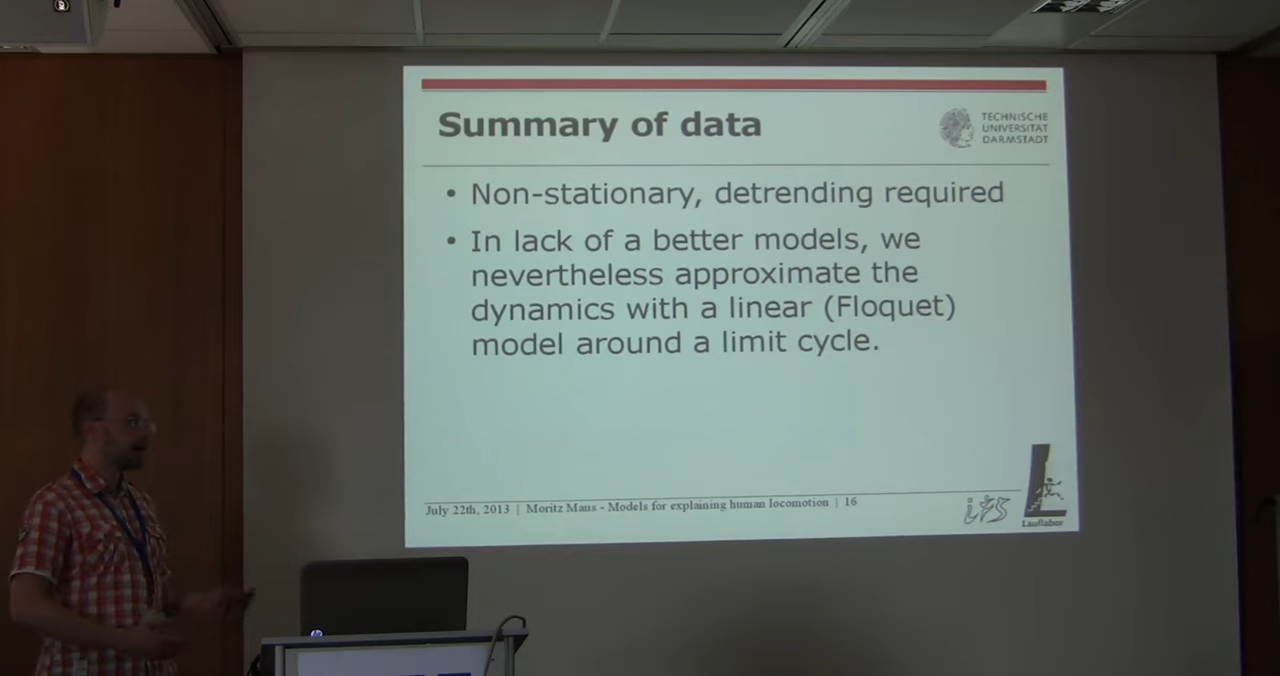 Summary of data
TECHNISCHE
UNIVERSITÄT
DARMSTADT
• Non-stationary, detrending required
• In lack of a better models, we
nevertheless approximate the
dynamics with a linear (Floquet)
model around a limit cycle.
July 22th, 2013 | Moritz Maus - Models for explaining human locomotion | 16
Lauflabor
hp